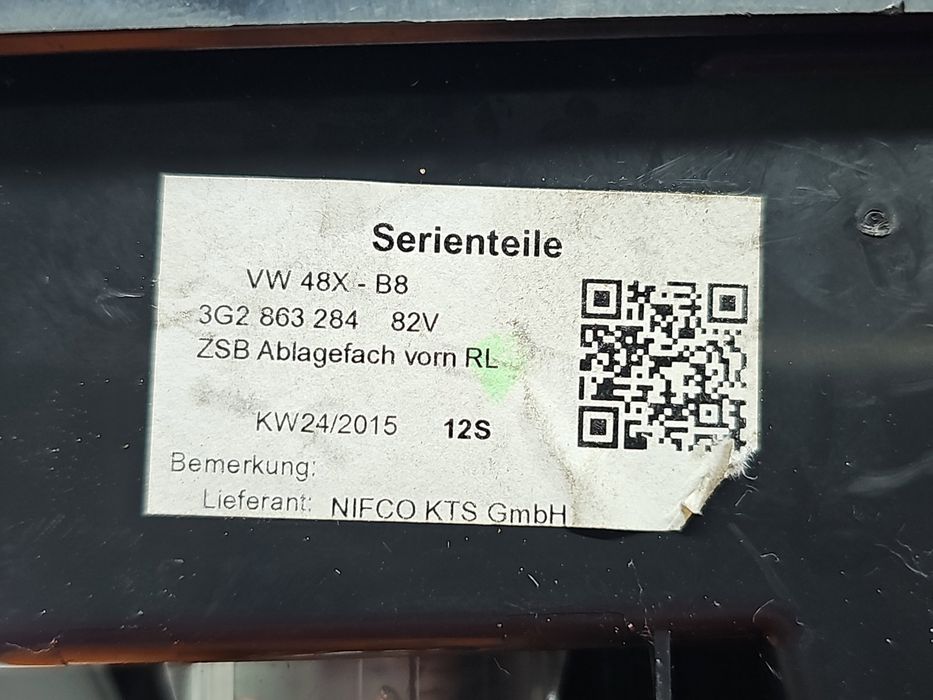 Serienteile
VW 48X - B8
3G2 863 284 82V
ZSB Ablagefach vorn RL
KW24/2015 12S
Bemerkung:
Lieferant: NIFCO KTS GmbH